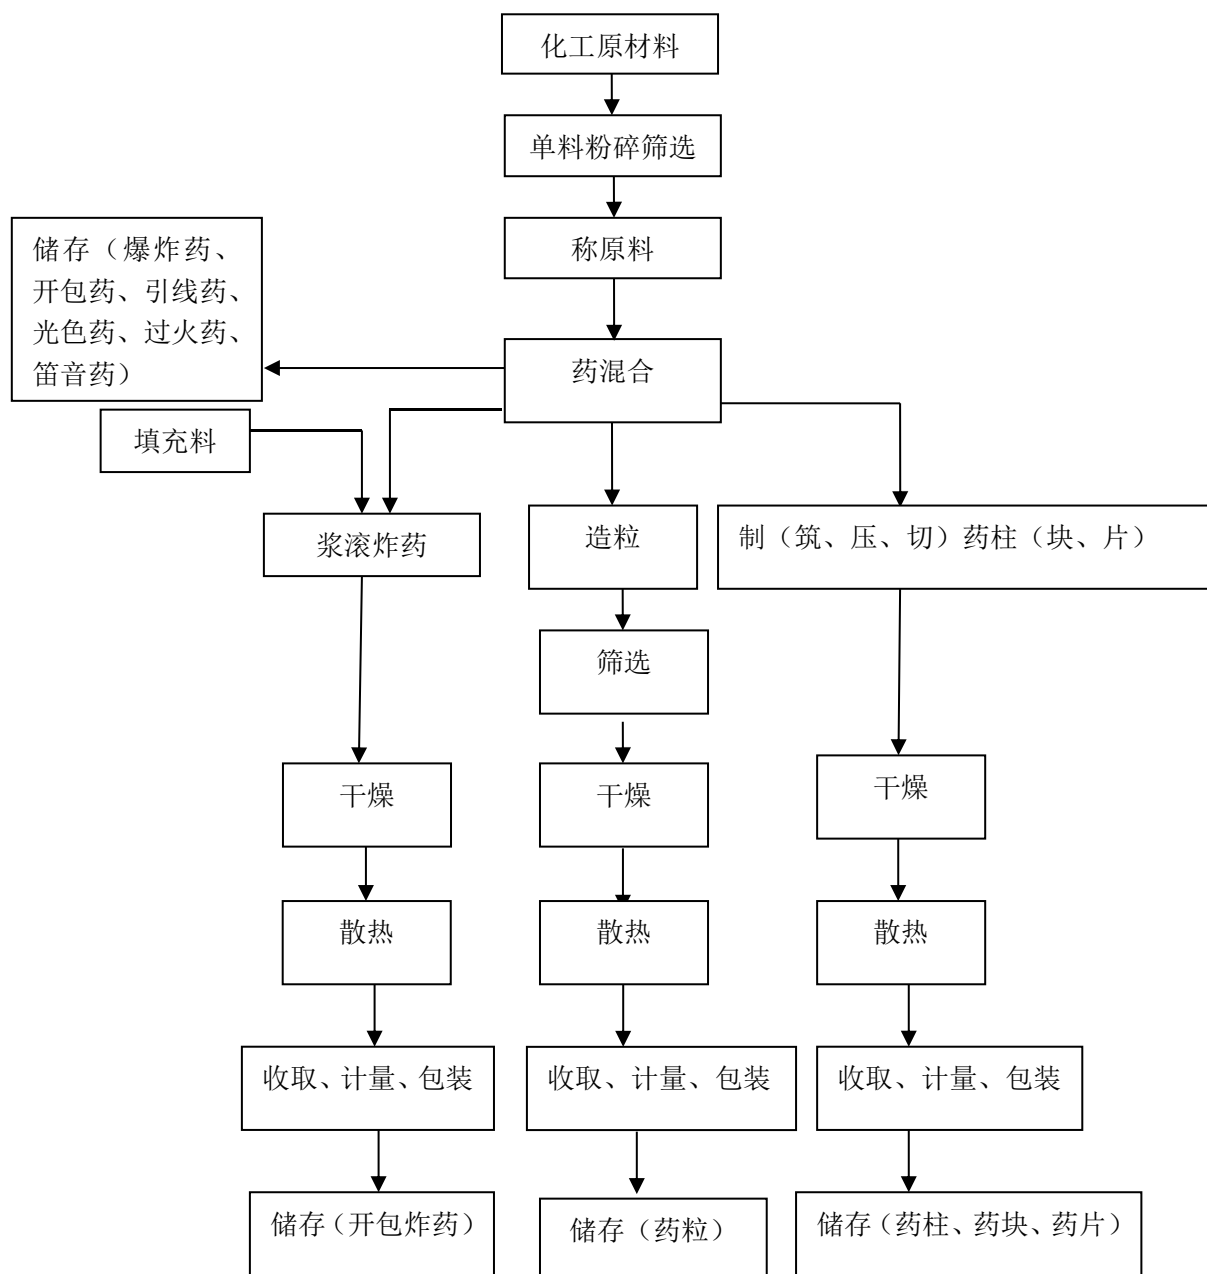 化工原材料
单料粉碎筛选
称原料
储存（爆炸药、
开包药、引线药、
光色药、过火药、
笛音药）
药混合
填充料
浆滚炸药
造粒
制（筑、压、切）药柱（块、片）
筛选
干燥
干燥
干燥
散热
散热
散热
收取、计量、包装
收取、计量、包装
收取、计量、包装
储存（开包炸药）
储存（药粒）
储存（药柱、药块、药片）